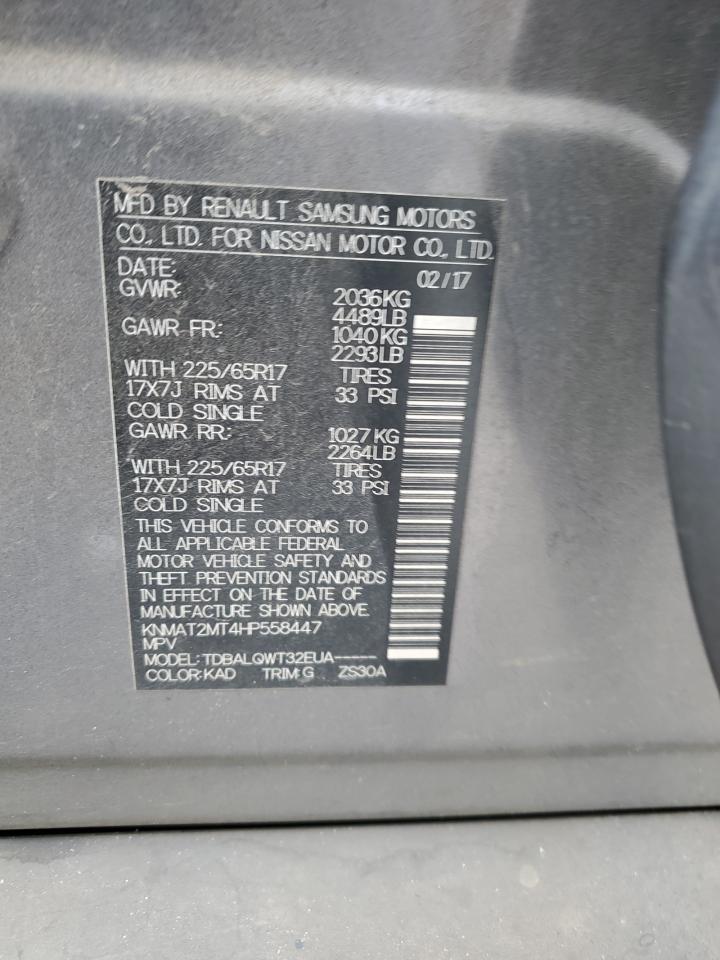 MFD BY RENAULT SAMSUNG MOTORS
CO., LTD. FOR NISSAN MOTOR CO., LTD.
DATE: 02/17
GVWR: 2036KG
4489LB
GAWR FR: 1040KG
2293LB
WITH 225/65R17 TIRES
17X7J RIMS AT 33 PSI
COLD SINGLE
GAWR RR: 1027KG
2264LB
WITH 225/65R17 TIRES
17X7J RIMS AT 33 PSI
COLD SINGLE
THIS VEHICLE CONFORMS TO
ALL APPLICABLE FEDERAL
MOTOR VEHICLE SAFETY AND
THEFT PREVENTION STANDARDS
IN EFFECT ON THE DATE OF
MANUFACTURE SHOWN ABOVE.
KNMAT2MT4HP558447
MPV
MODEL: TDBALQWT32EUA-----
COLOR:KAD TRIM:G ZS30A